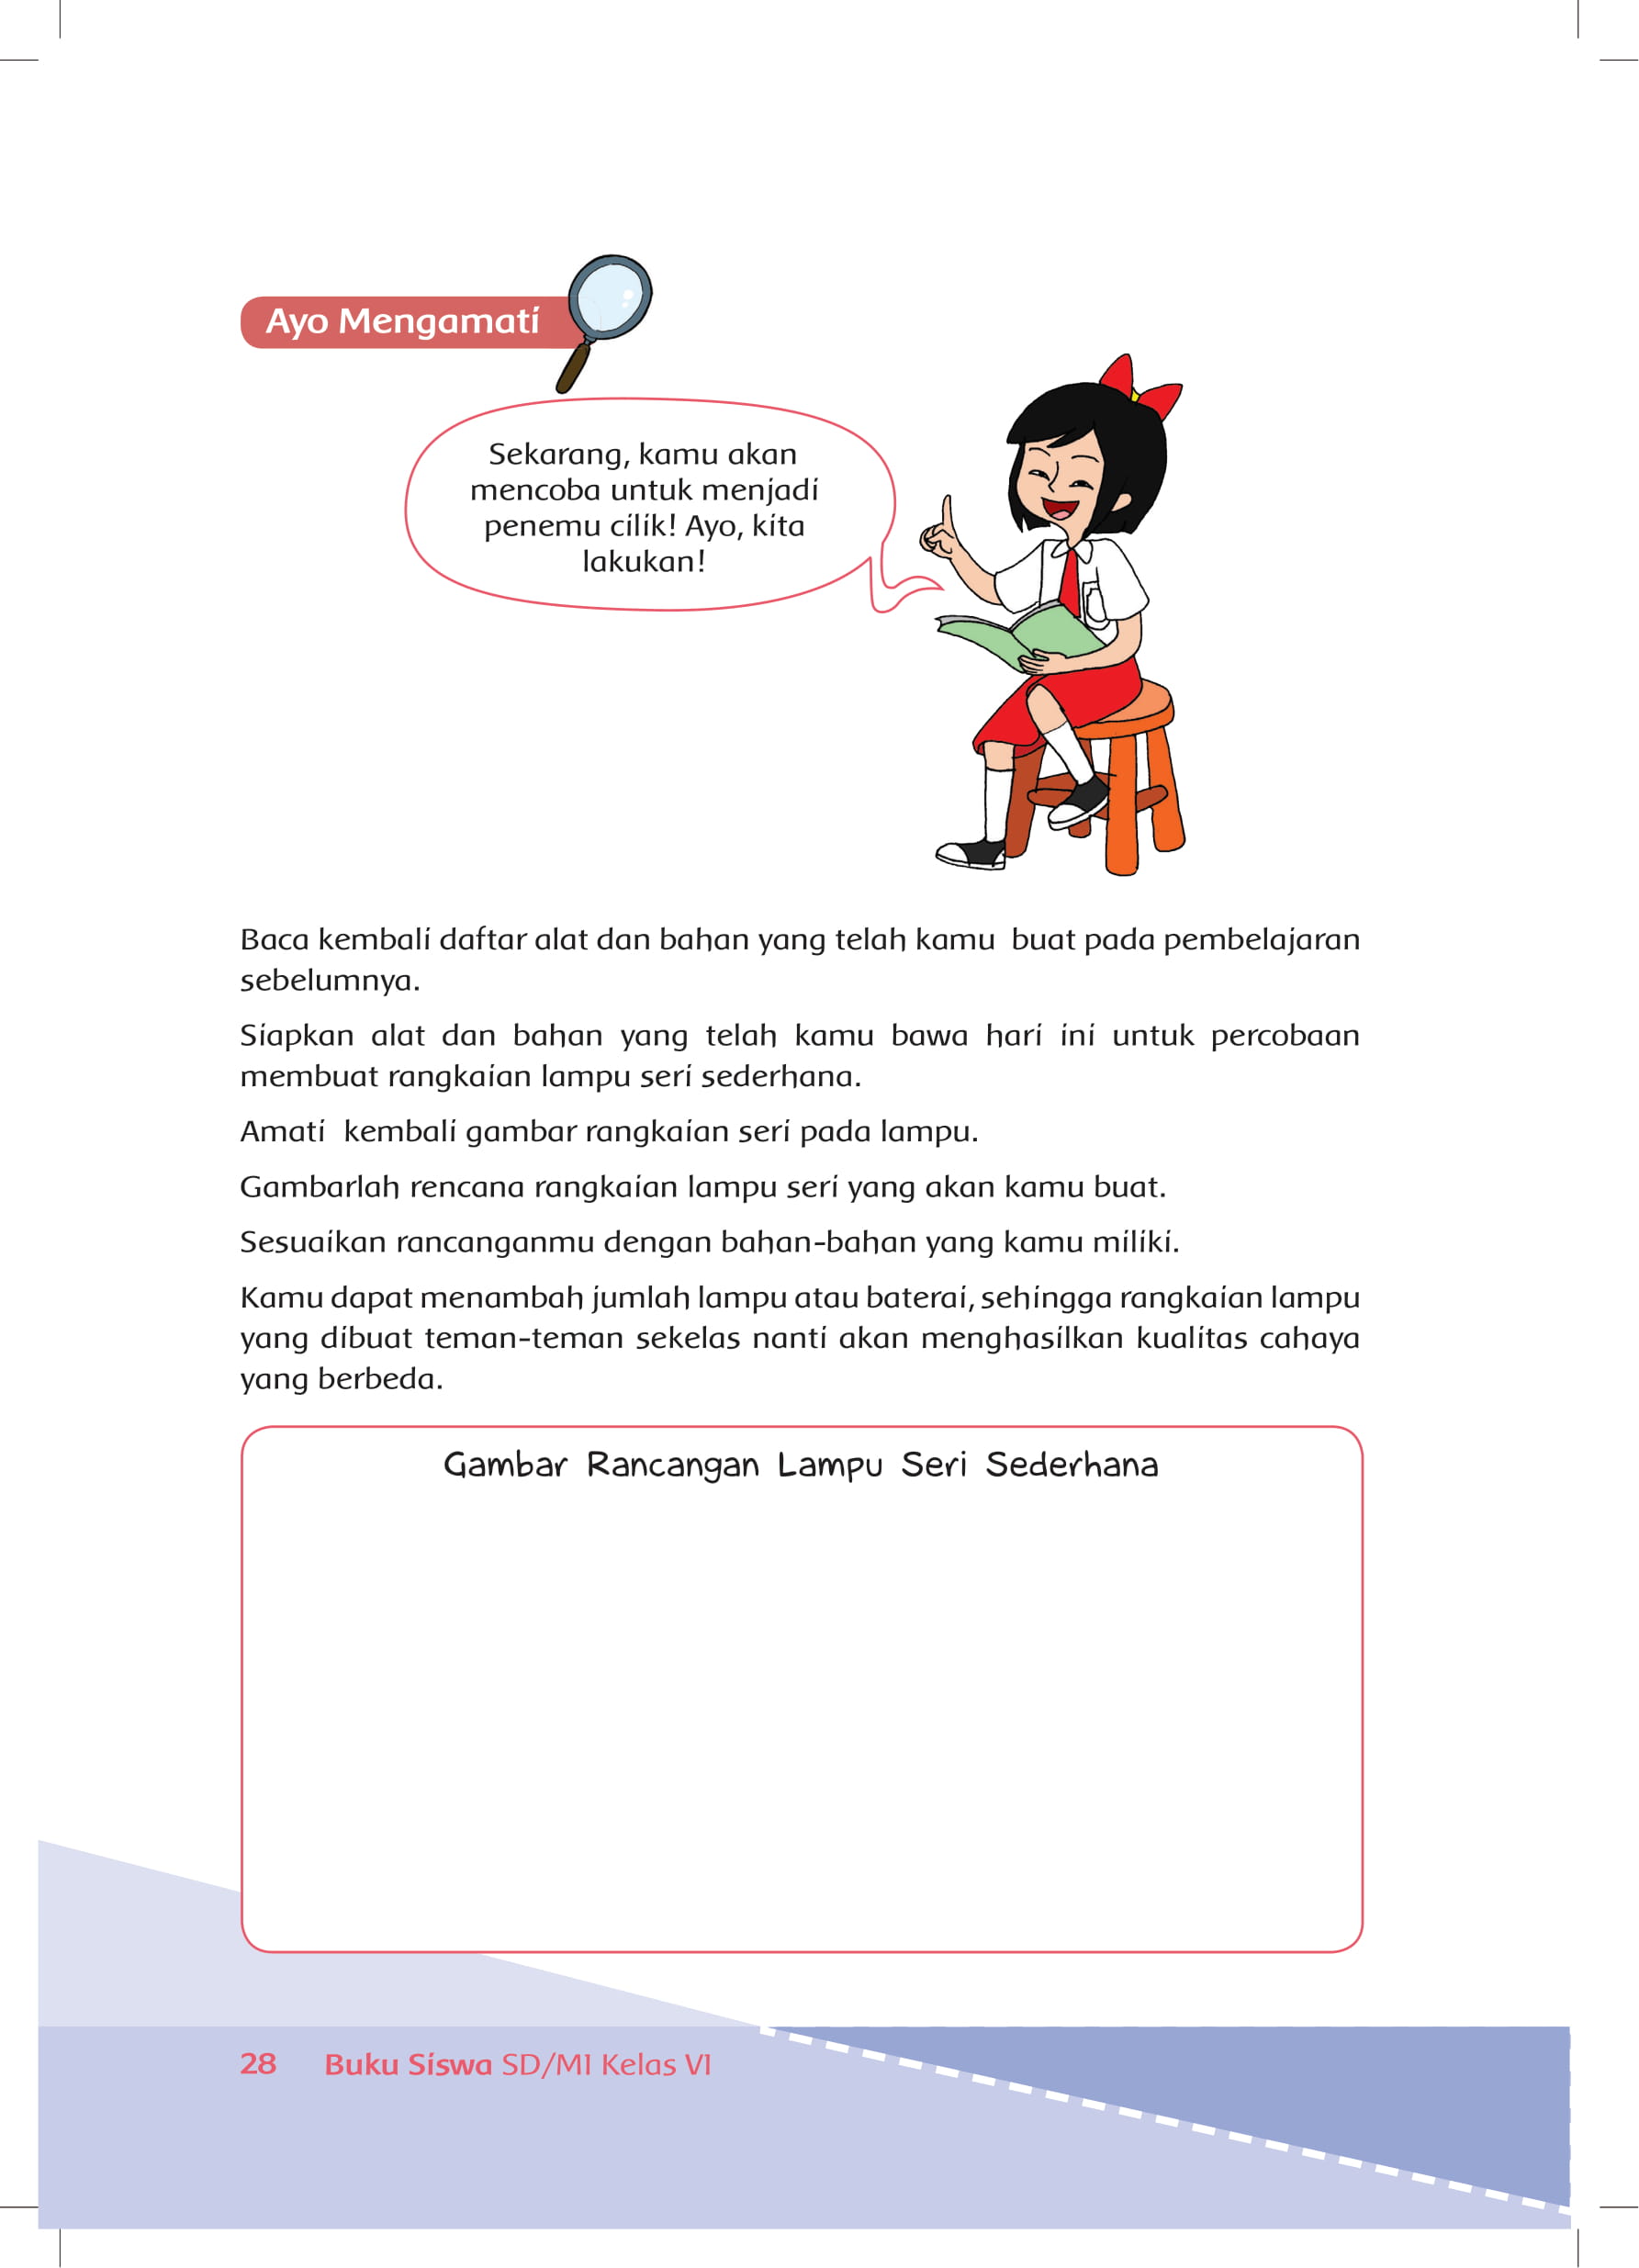 Ayo Mengamati
Sekarang, kamu akan
mencoba untuk menjadi
penemu cilik! Ayo, kita
lakukan!
Baca kembali daftar alat dan bahan yang telah kamu buat pada pembelajaran
sebelumnya.
Siapkan alat dan bahan yang telah kamu bawa hari ini untuk percobaan
membuat rangkaian lampu seri sederhana.
Amati kembali gambar rangkaian seri pada lampu.
Gambarlah rencana rangkaian lampu seri yang akan kamu buat.
Sesuaikan rancanganmu dengan bahan-bahan yang kamu miliki.
Kamu dapat menambah jumlah lampu atau baterai, sehingga rangkaian lampu
yang dibuat teman-teman sekelas nanti akan menghasilkan kualitas cahaya
yang berbeda.
Gambar Rancangan Lampu Seri Sederhana
28 Buku Siswa SD/MI Kelas VI